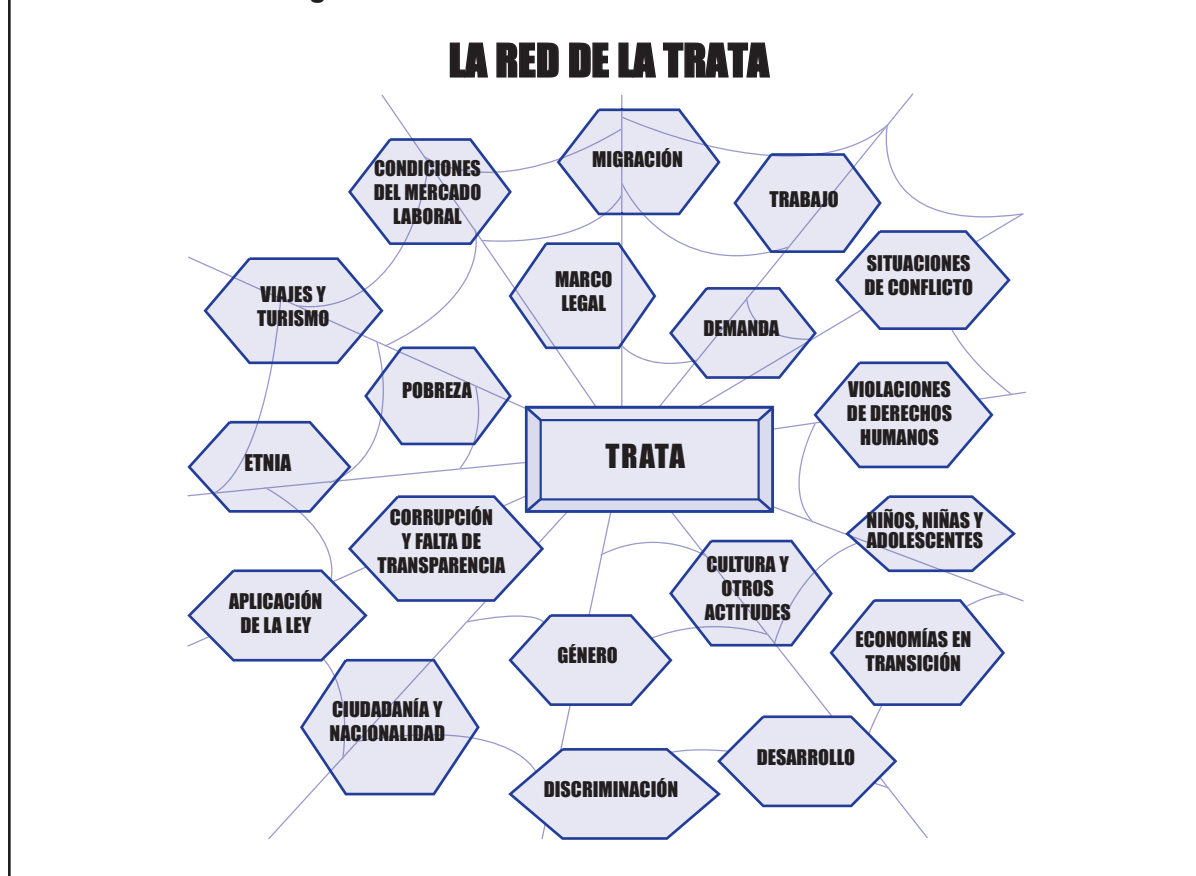 LA RED DE LA TRATA
MIGRACIÓN
CONDICIONES
DEL MERCADO
LABORAL
TRABAJO
SITUACIONES
DE CONFLICTO
MARCO
LEGAL
VIAJES Y
TURISMO
DEMANDA
POBREZA
VIOLACIONES
DE DERECHOS
HUMANOS
TRATA
ETNIA
CORRUPCIÓN
Y FALTA DE
TRANSPARENCIA
NIÑOS, NIÑAS Y
ADOLESCENTES
CULTURA Y
OTROS
ACTITUDES
APLICACIÓN
DE LA LEY
GÉNERO
ECONOMÍAS EN
TRANSICIÓN
CIUDADANÍA Y
NACIONALIDAD
DESARROLLO
DISCRIMINACIÓN